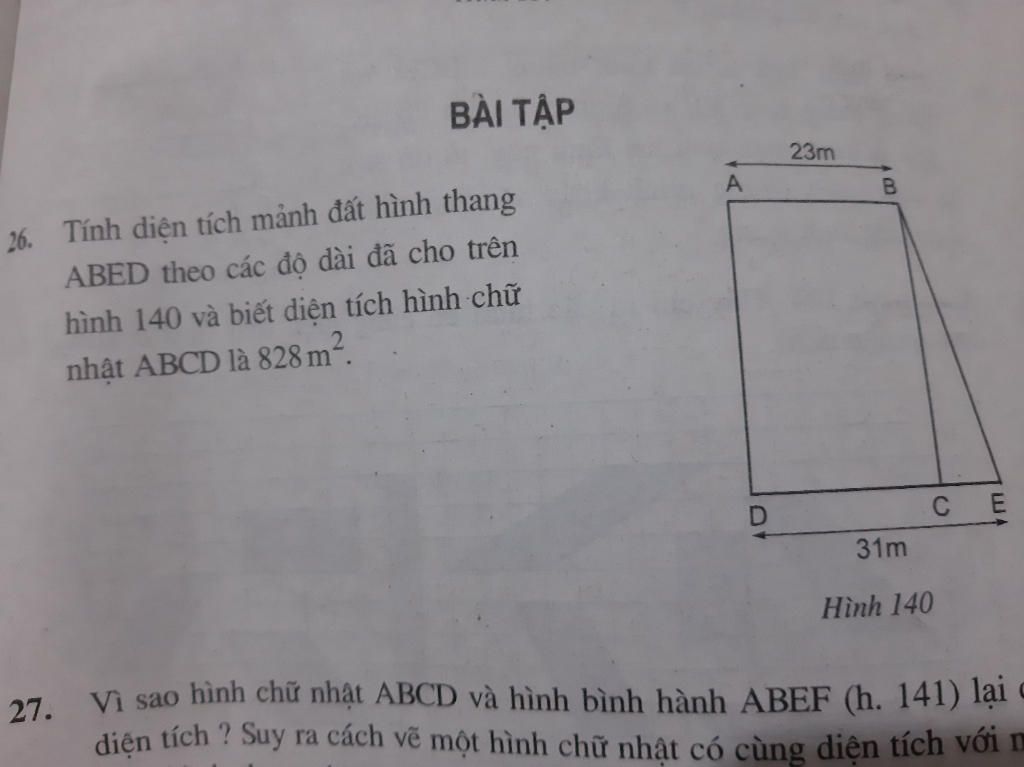 BÀI TẬP
26. Tính diện tích mảnh đất hình thang
ABED theo các độ dài đã cho trên
hình 140 và biết diện tích hình chữ
nhật ABCD là 828 m².
23m
A B
D C E
31m
Hình 140
27. Vì sao hình chữ nhật ABCD và hình bình hành ABEF (h. 141) lại
diện tích ? Suy ra cách vẽ một hình chữ nhật có cùng diện tích với